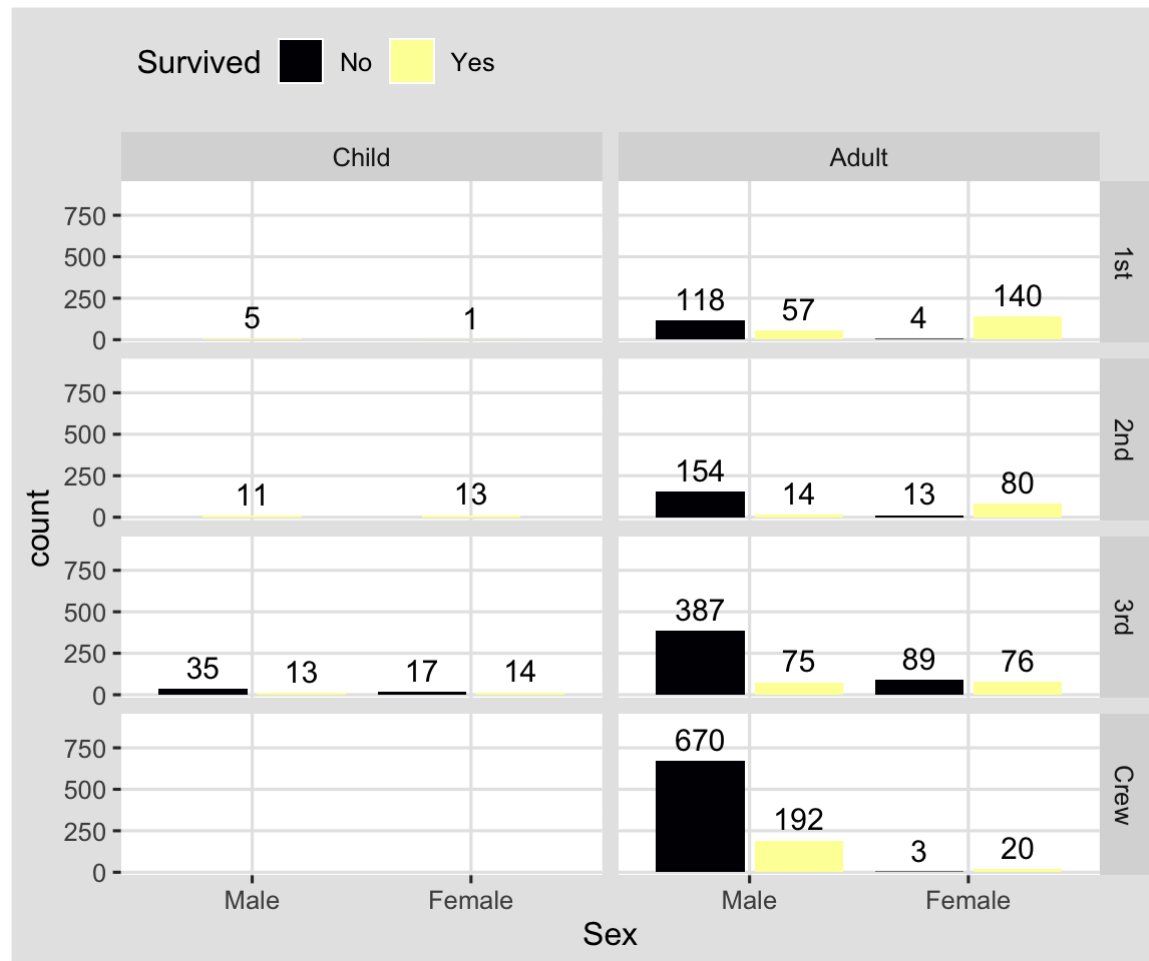 Survived No Yes
Child Adult
750
500
250
0
5 1
118 57 4 140
1st
750
500
250
0
11 13
154 14 13 80
2nd
750
500
250
0
35 13 17 14
387 75 89 76
3rd
750
500
250
0
670 192 3 20
Crew
count
Male Female Male Female
Sex